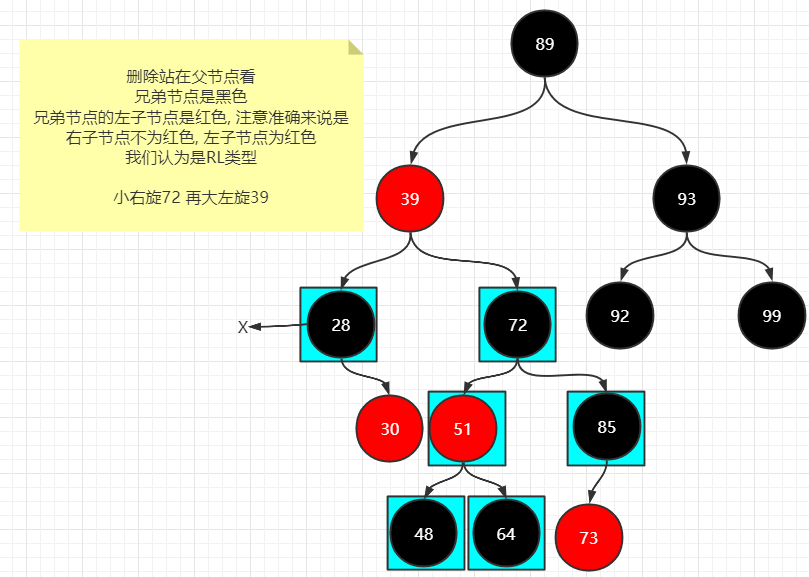 删除站在父节点看
兄弟节点是黑色
兄弟节点的左子节点是红色, 注意准确来说是
右子节点不为红色, 左子节点为红色
我们认为是RL类型
小右旋72 再大左旋39
89
39
93
28
72
92
99
X
30
51
85
48
64
73